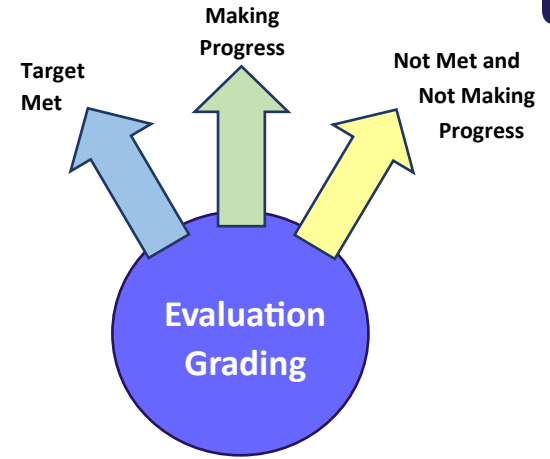 Making
Progress
Target
Met
Not Met and
Not Making
Progress
Evaluation
Grading